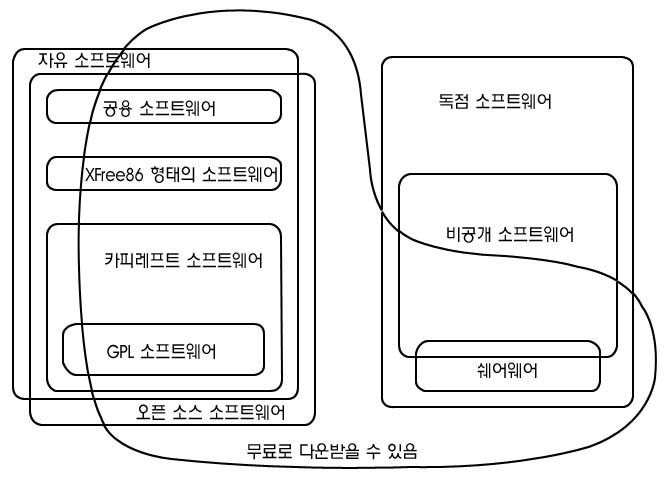 자유 소프트웨어
공용 소프트웨어
XFree86 형태의 소프트웨어
카피레프트 소프트웨어
GPL 소프트웨어
오픈 소스 소프트웨어
독점 소프트웨어
비공개 소프트웨어
쉐어웨어
무료로 다운받을 수 있음